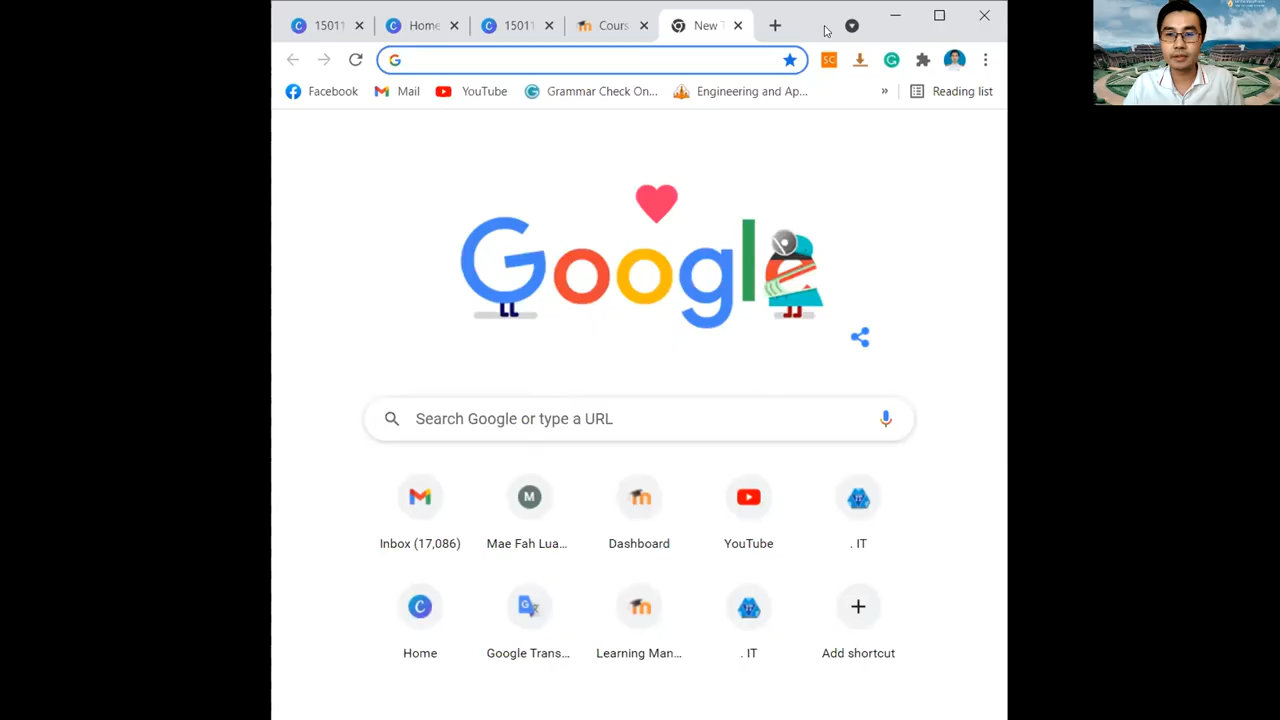 1501
Home
1501
Cours
New T
Facebook
Mail
YouTube
Grammar Check On...
Engineering and Ap...
»
Reading list
Google
Search Google or type a URL
Inbox (17,086)
M
Mae Fah Lua...
Dashboard
YouTube
. IT
Home
Google Trans...
Learning Man...
. IT
Add shortcut